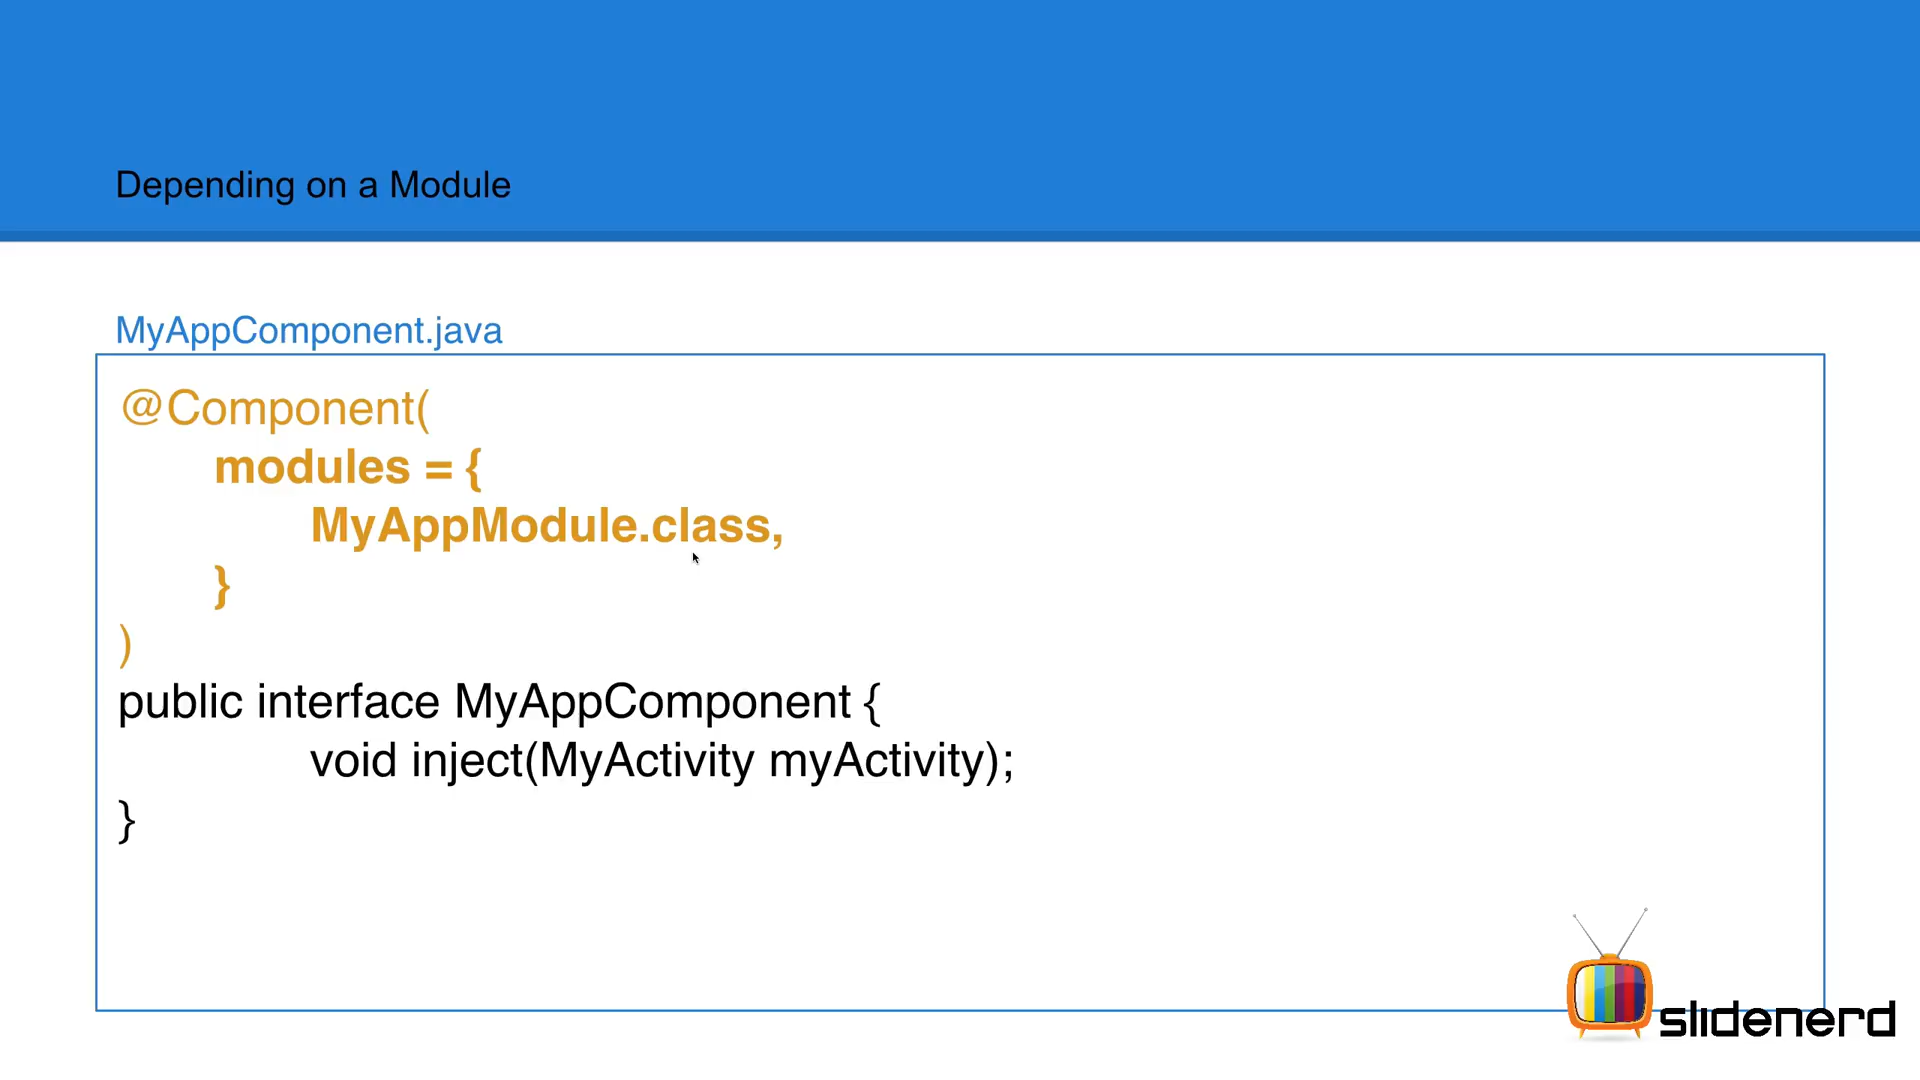 Depending on a Module
MyAppComponent.java
@Component(
modules = {
MyAppModule.class,
}
)
public interface MyAppComponent {
void inject(MyActivity myActivity);
}
slidenerd